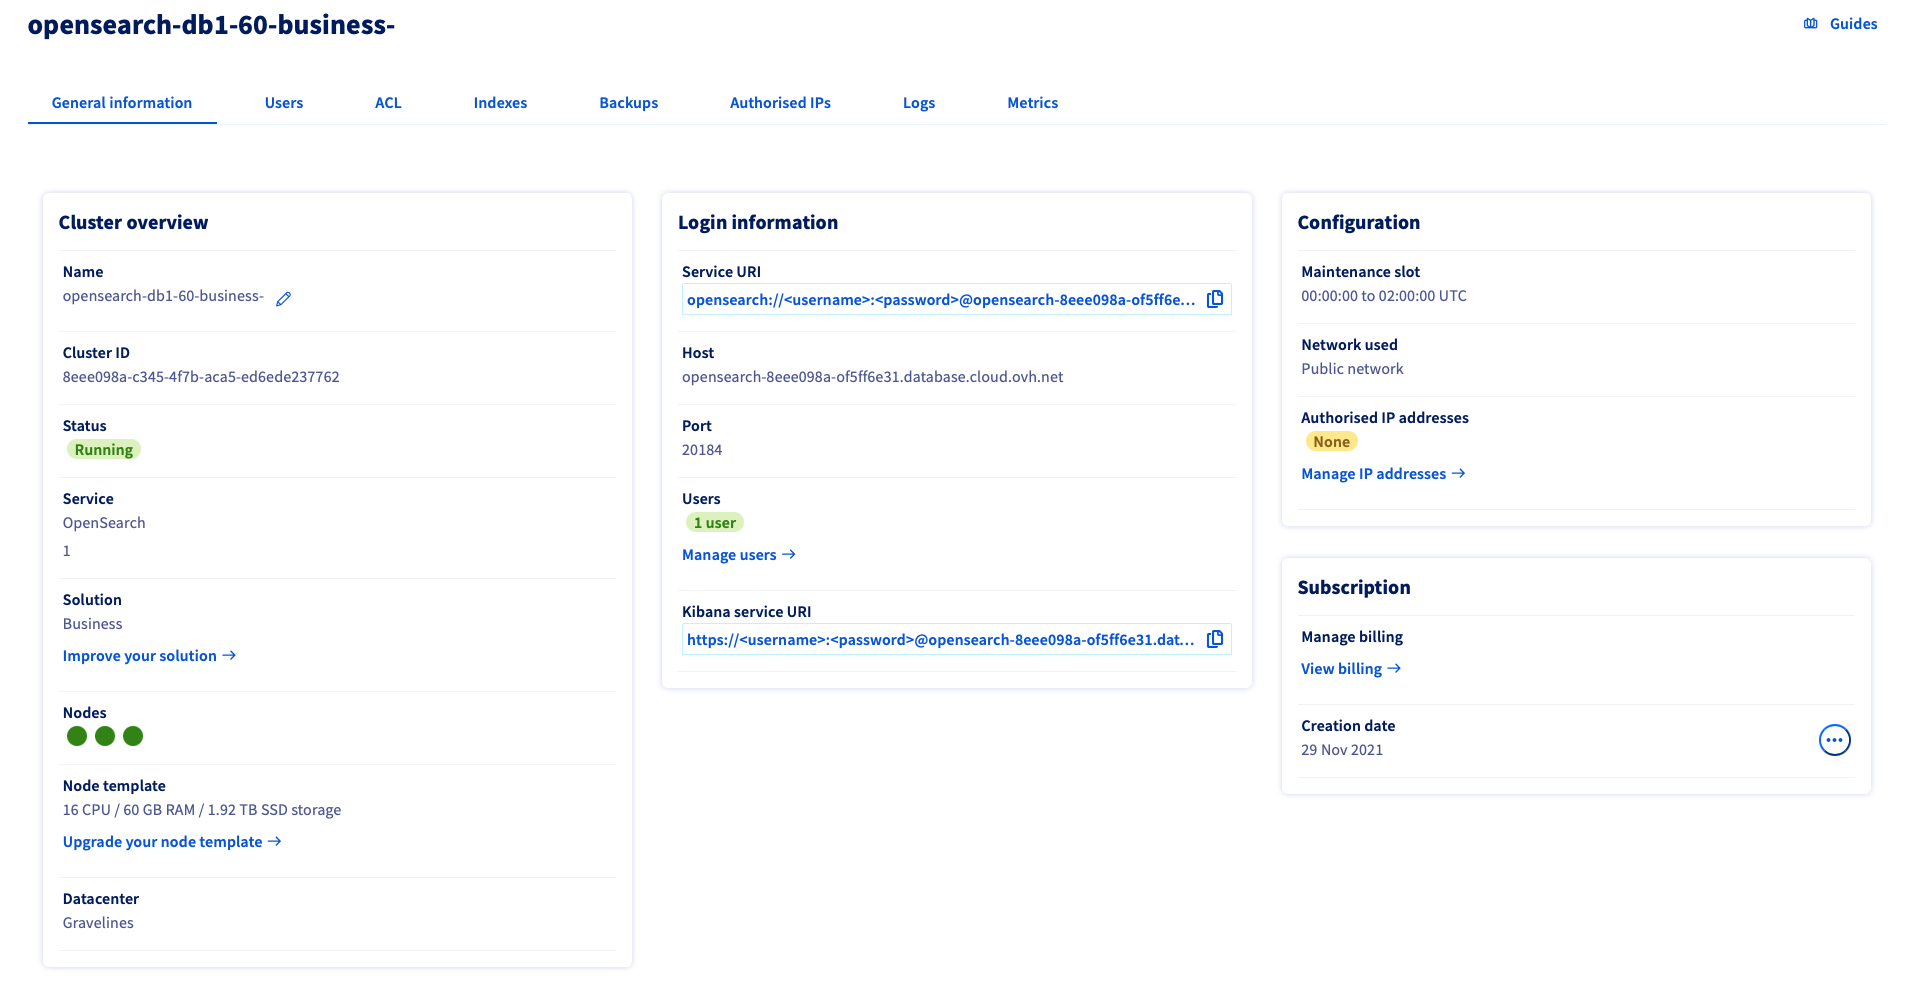 opensearch-db1-60-business-
Guides
General information
Users
ACL
Indexes
Backups
Authorised IPs
Logs
Metrics
Cluster overview
Name
opensearch-db1-60-business-
Cluster ID
8eee098a-c345-4f7b-aca5-ed6ede237762
Status
Running
Service
OpenSearch
1
Solution
Business
Improve your solution →
Nodes
Node template
16 CPU / 60 GB RAM / 1.92 TB SSD storage
Upgrade your node template →
Datacenter
Gravelines
Login information
Service URI
opensearch://<username>:<password>@opensearch-8eee098a-of5ff6e...
Host
opensearch-8eee098a-of5ff6e31.database.cloud.ovh.net
Port
20184
Users
1 user
Manage users →
Kibana service URI
https://<username>:<password>@opensearch-8eee098a-of5ff6e31.dat...
Configuration
Maintenance slot
00:00:00 to 02:00:00 UTC
Network used
Public network
Authorised IP addresses
None
Manage IP addresses →
Subscription
Manage billing
View billing →
Creation date
29 Nov 2021